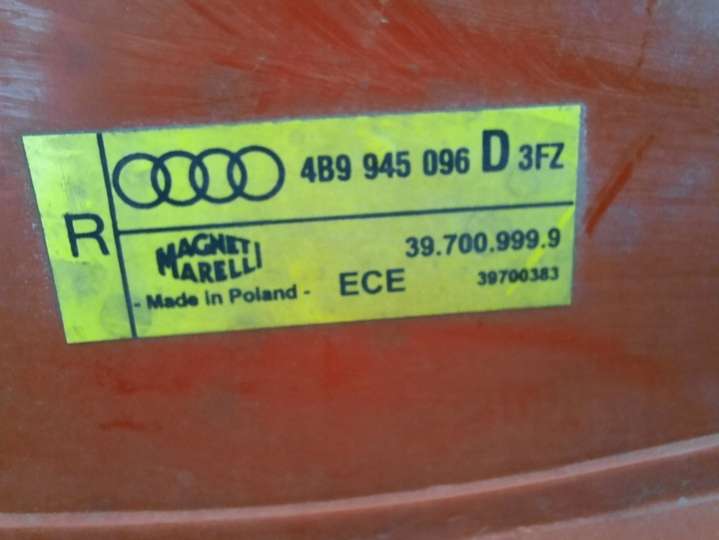 R
4B9 945 096 D 3FZ
MAGNETI
MARELLI
39.700.999.9
- Made in Poland -
ECE
39700383